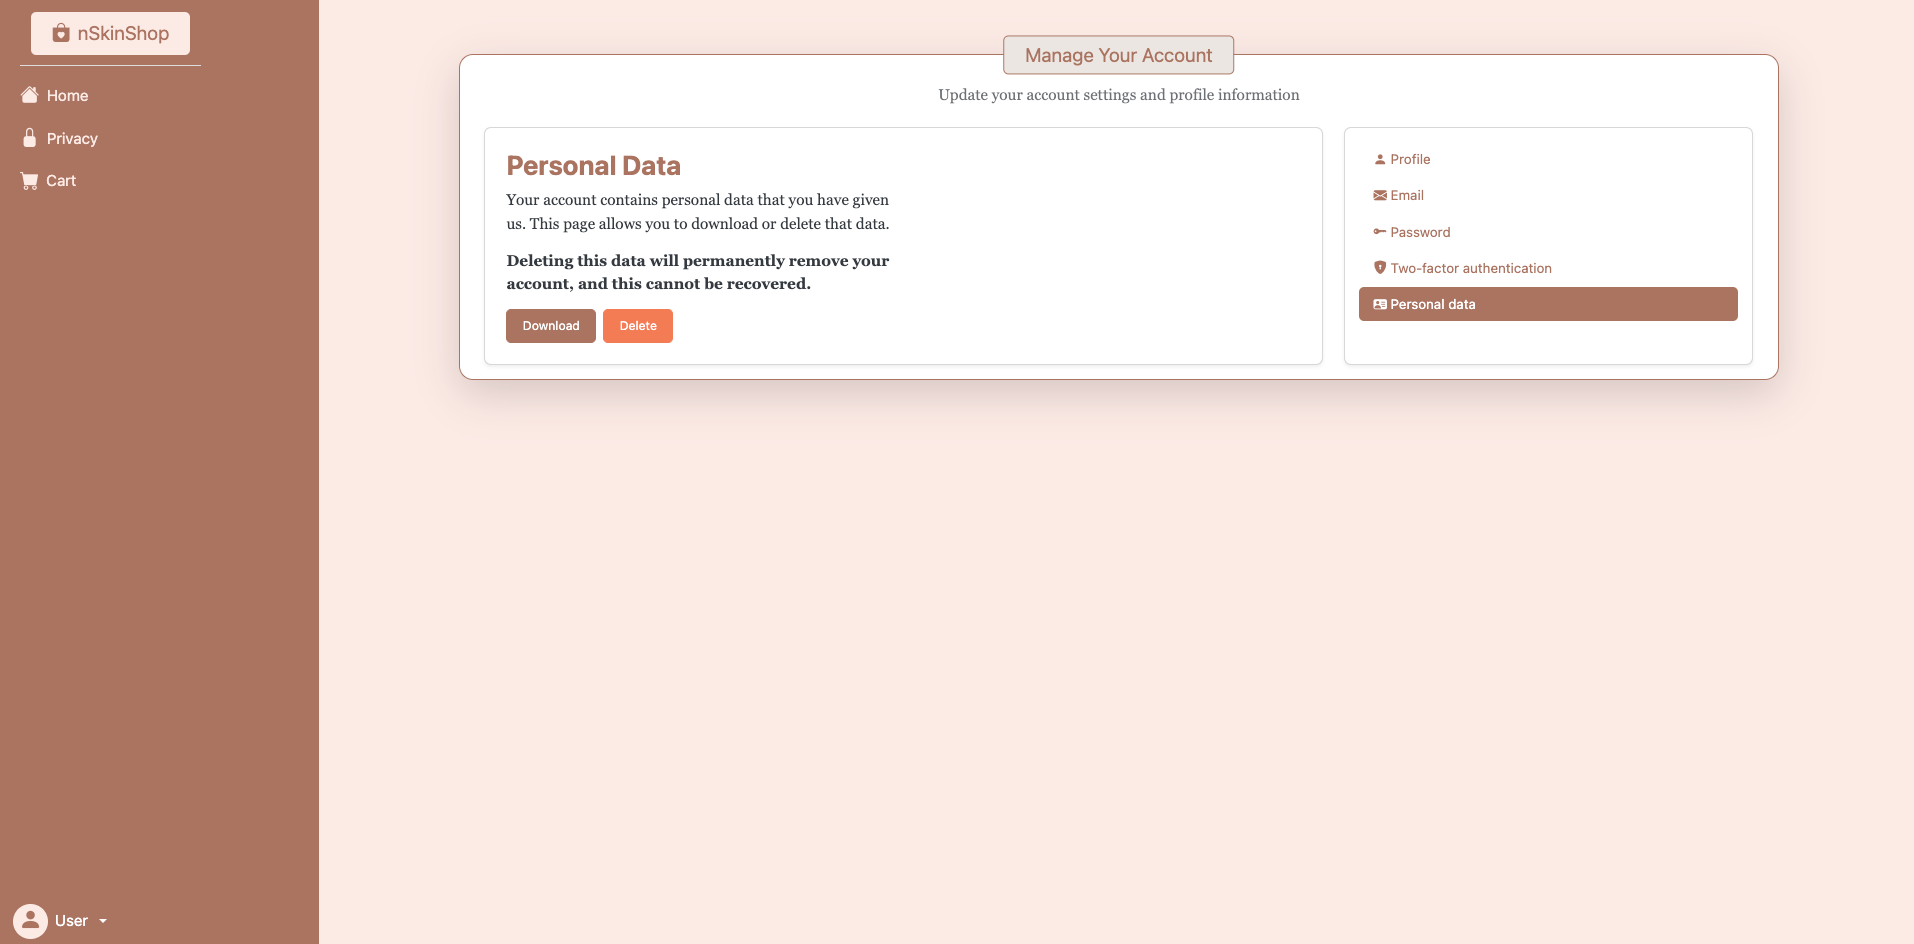 nSkinShop
Home
Privacy
Cart
User
Manage Your Account
Update your account settings and profile information
Personal Data
Your account contains personal data that you have given
us. This page allows you to download or delete that data.
Deleting this data will permanently remove your
account, and this cannot be recovered.
Download
Delete
Profile
Email
Password
Two-factor authentication
Personal data